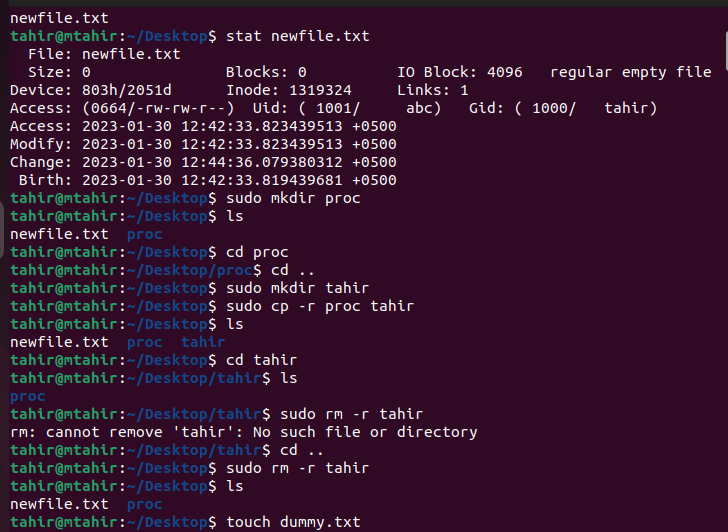 newfile.txt
tahir@mtahir:~/Desktop$ stat newfile.txt
  File: newfile.txt
  Size: 0               Blocks: 0          IO Block: 4096   regular empty file
Device: 803h/2051d      Inode: 1319324     Links: 1
Access: (0664/-rw-rw-r--)  Uid: ( 1001/     abc)   Gid: ( 1000/   tahir)
Access: 2023-01-30 12:42:33.823439513 +0500
Modify: 2023-01-30 12:42:33.823439513 +0500
Change: 2023-01-30 12:44:36.079380312 +0500
 Birth: 2023-01-30 12:42:33.819439681 +0500
tahir@mtahir:~/Desktop$ sudo mkdir proc
tahir@mtahir:~/Desktop$ ls
newfile.txt  proc
tahir@mtahir:~/Desktop$ cd proc
tahir@mtahir:~/Desktop/proc$ cd ..
tahir@mtahir:~/Desktop$ sudo mkdir tahir
tahir@mtahir:~/Desktop$ sudo cp -r proc tahir
tahir@mtahir:~/Desktop$ ls
newfile.txt  proc  tahir
tahir@mtahir:~/Desktop$ cd tahir
tahir@mtahir:~/Desktop/tahir$ ls
proc
tahir@mtahir:~/Desktop/tahir$ sudo rm -r tahir
rm: cannot remove 'tahir': No such file or directory
tahir@mtahir:~/Desktop/tahir$ cd ..
tahir@mtahir:~/Desktop$ sudo rm -r tahir
tahir@mtahir:~/Desktop$ ls
newfile.txt  proc
tahir@mtahir:~/Desktop$ touch dummy.txt